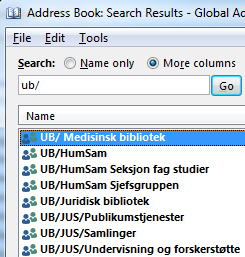 Address Book: Search Results - Global Ad
File Edit Tools
Search: Name only More columns
ub/ Go
Name
UB/ Medisinsk bibliotek
UB/HumSam
UB/HumSam Seksjon fag studier
UB/HumSam Sjefsgruppen
UB/Juridisk bibliotek
UB/JUS/Publikumstjenester
UB/JUS/Samlinger
UB/JUS/Undervisning og forskerstøtte